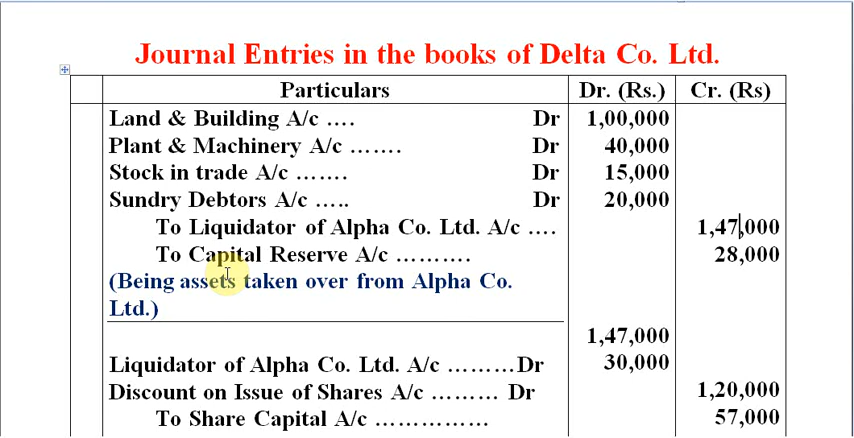 Journal Entries in the books of Delta Co. Ltd.
Particulars Dr. (Rs.) Cr. (Rs)
Land & Building A/c .... Dr 1,00,000
Plant & Machinery A/c ....... Dr 40,000
Stock in trade A/c ....... Dr 15,000
Sundry Debtors A/c ..... Dr 20,000
To Liquidator of Alpha Co. Ltd. A/c .... 1,47,000
To Capital Reserve A/c .......... 28,000
(Being assets taken over from Alpha Co.
Ltd.)
1,47,000
Liquidator of Alpha Co. Ltd. A/c .........Dr 30,000
Discount on Issue of Shares A/c ......... Dr 1,20,000
To Share Capital A/c ............... 57,000